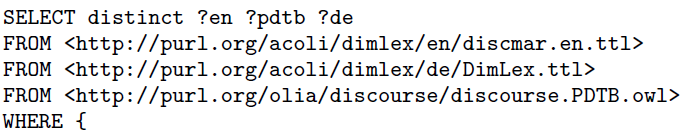 SELECT distinct ?en ?pdtb ?de
FROM <http://purl.org/acoli/dimlex/en/discmar.en.ttl>
FROM <http://purl.org/acoli/dimlex/de/DimLex.ttl>
FROM <http://purl.org/olia/discourse/discourse.PDTB.owl>
WHERE {